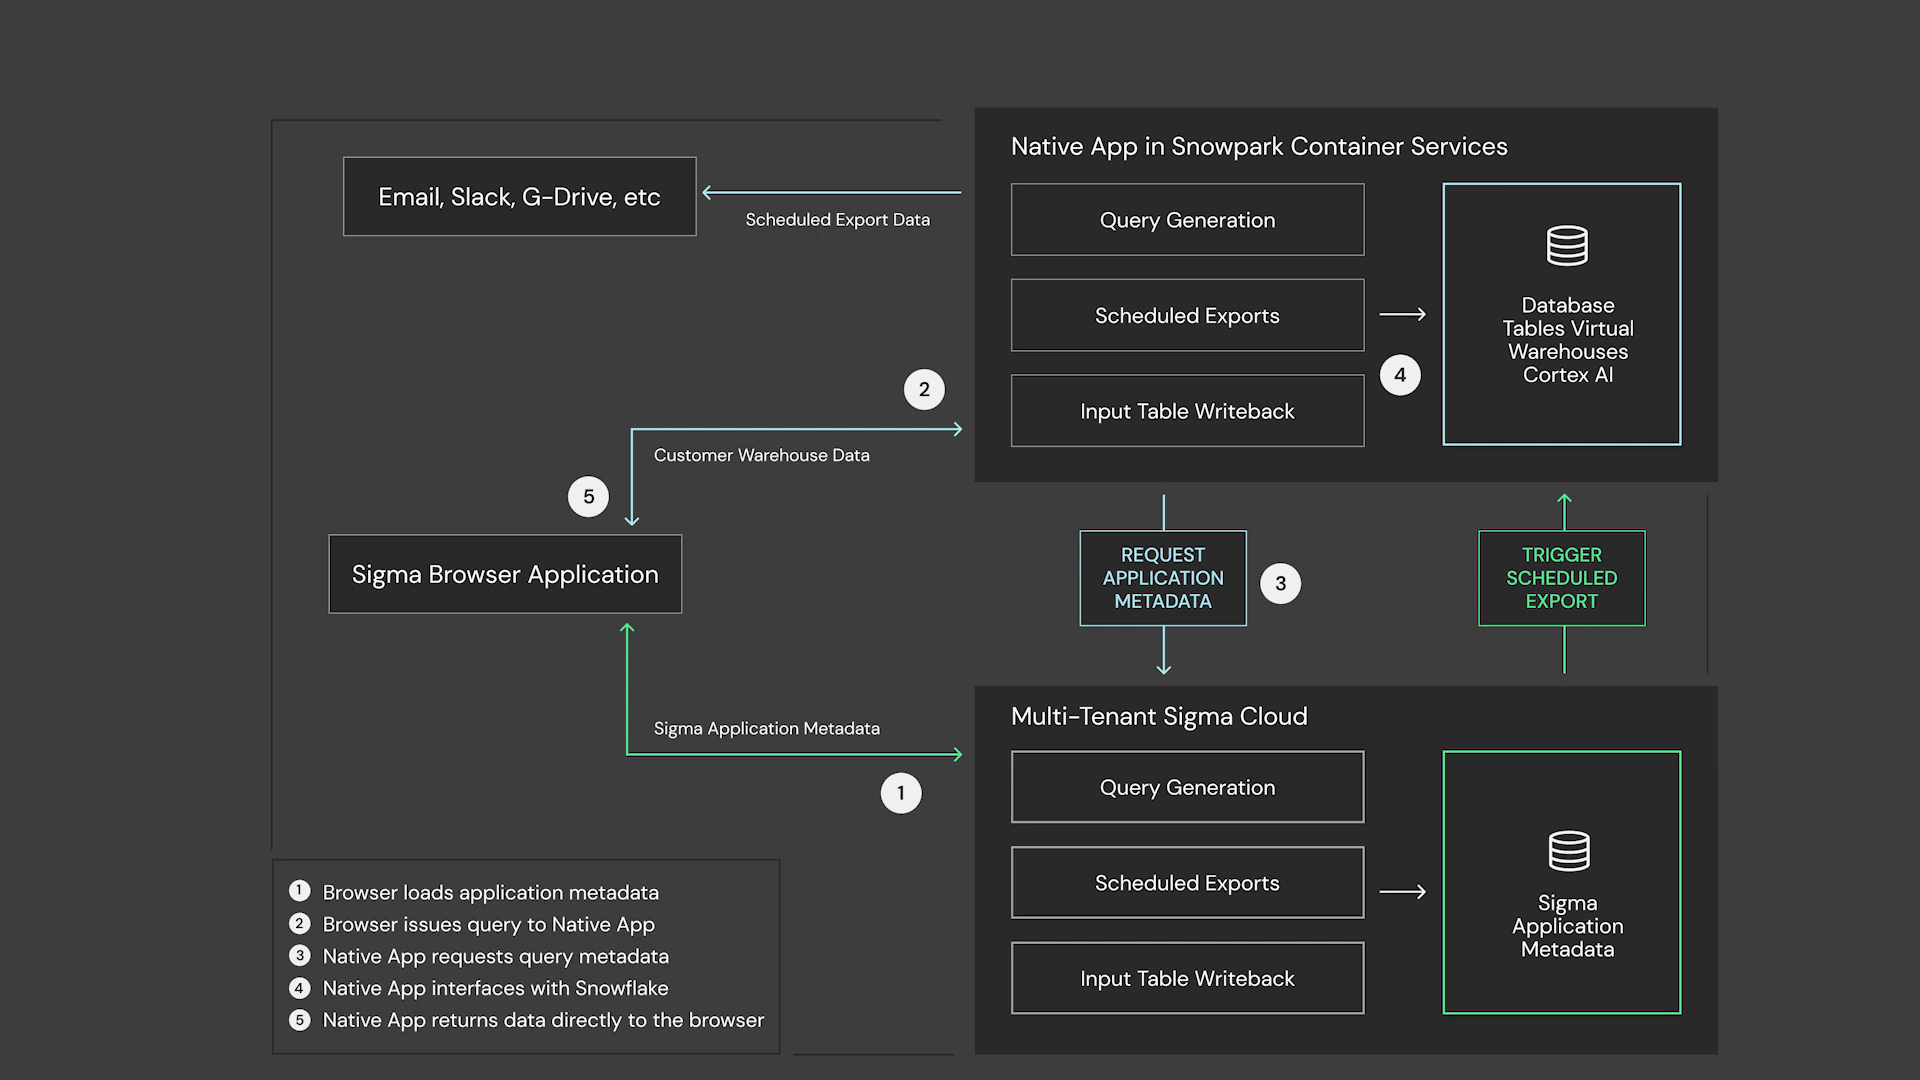 Native App in Snowpark Container Services
Email, Slack, G-Drive, etc
Scheduled Export Data
Query Generation
Scheduled Exports
Input Table Writeback
4
Database
Tables Virtual
Warehouses
Cortex AI
2
Customer Warehouse Data
5
Sigma Browser Application
REQUEST
APPLICATION
METADATA
3
TRIGGER
SCHEDULED
EXPORT
Sigma Application Metadata
1
Multi-Tenant Sigma Cloud
Query Generation
Scheduled Exports
Input Table Writeback
Sigma
Application
Metadata
1 Browser loads application metadata
2 Browser issues query to Native App
3 Native App requests query metadata
4 Native App interfaces with Snowflake
5 Native App returns data directly to the browser